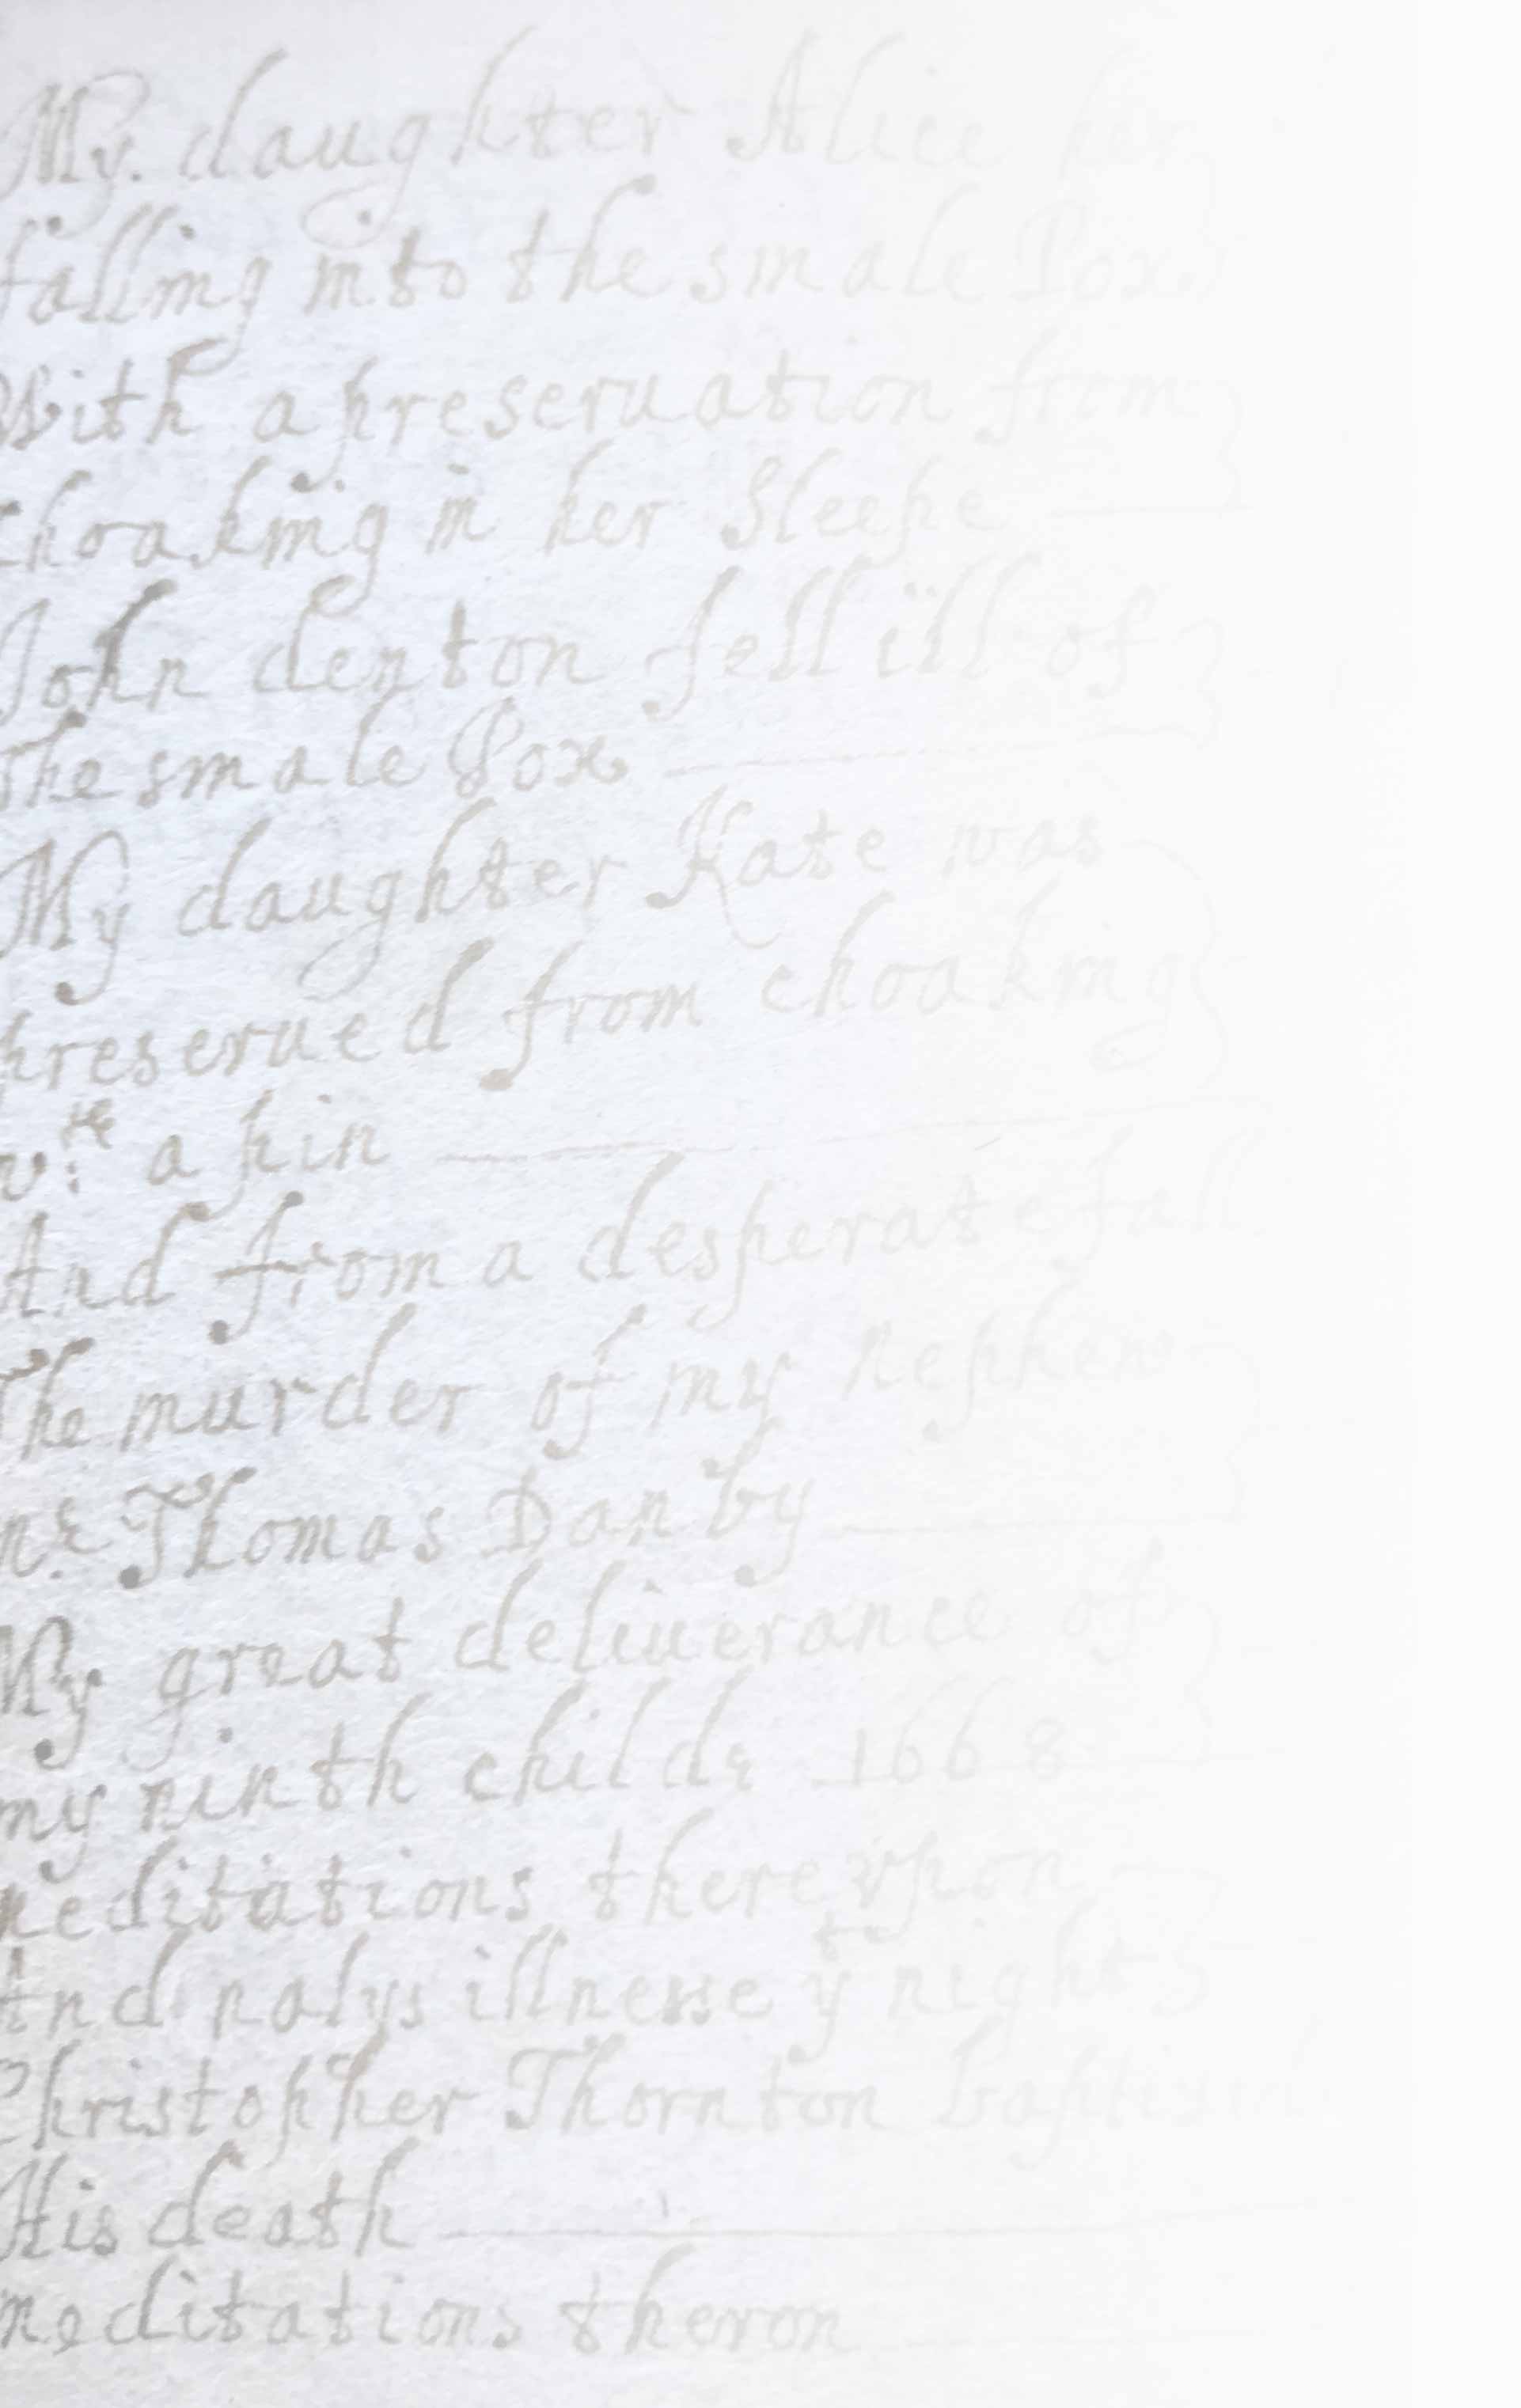 My daughter Alice her
falling into the smale Pox
With a preseruation from
choaking in her Sleepe
John denton fell ill of
the smale Pox
My daughter Kate was
preserued from choaking
wth a pin
And from a desperate fall
The murder of my Nephew
Mr Thomas Danby
My great deliuerance of
my ninth childe 1668
meditations therevpon
And nalys illnesse yt night
Christopher Thornton baptised
His death
meditations theron